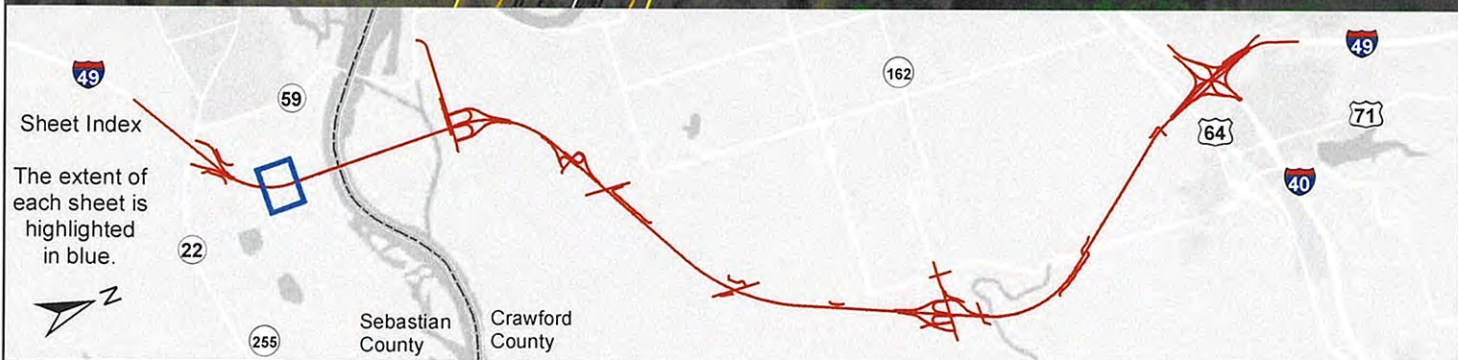 49
Sheet Index
The extent of
each sheet is
highlighted
in blue.
59
22
255
Sebastian
County
Crawford
County
162
49
64
71
40
N